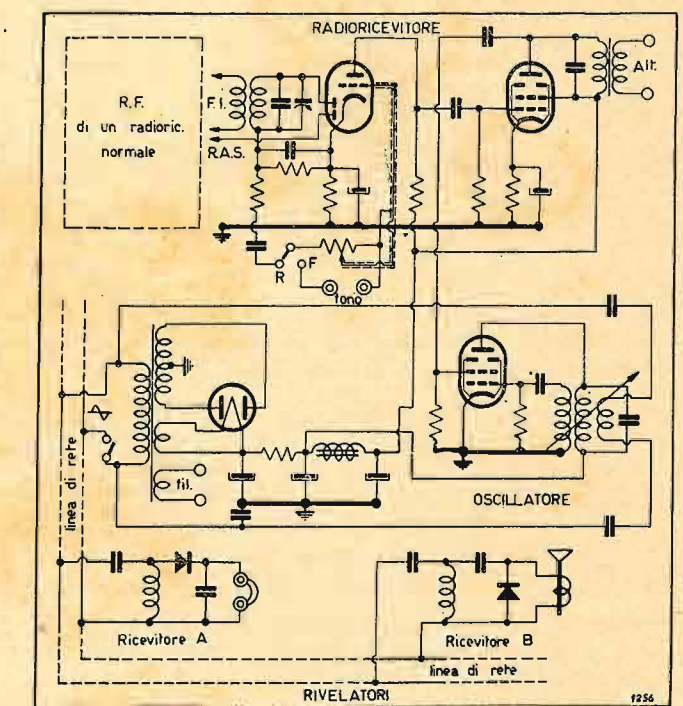 RADIORICEVITORE
R.F.
di un radioric.
normale
F.I.
R.A.S.
Alt.
R
F
fono
linea di rete
fil.
OSCILLATORE
Ricevitore A
Ricevitore B
linea di rete
RIVELATORI
1256